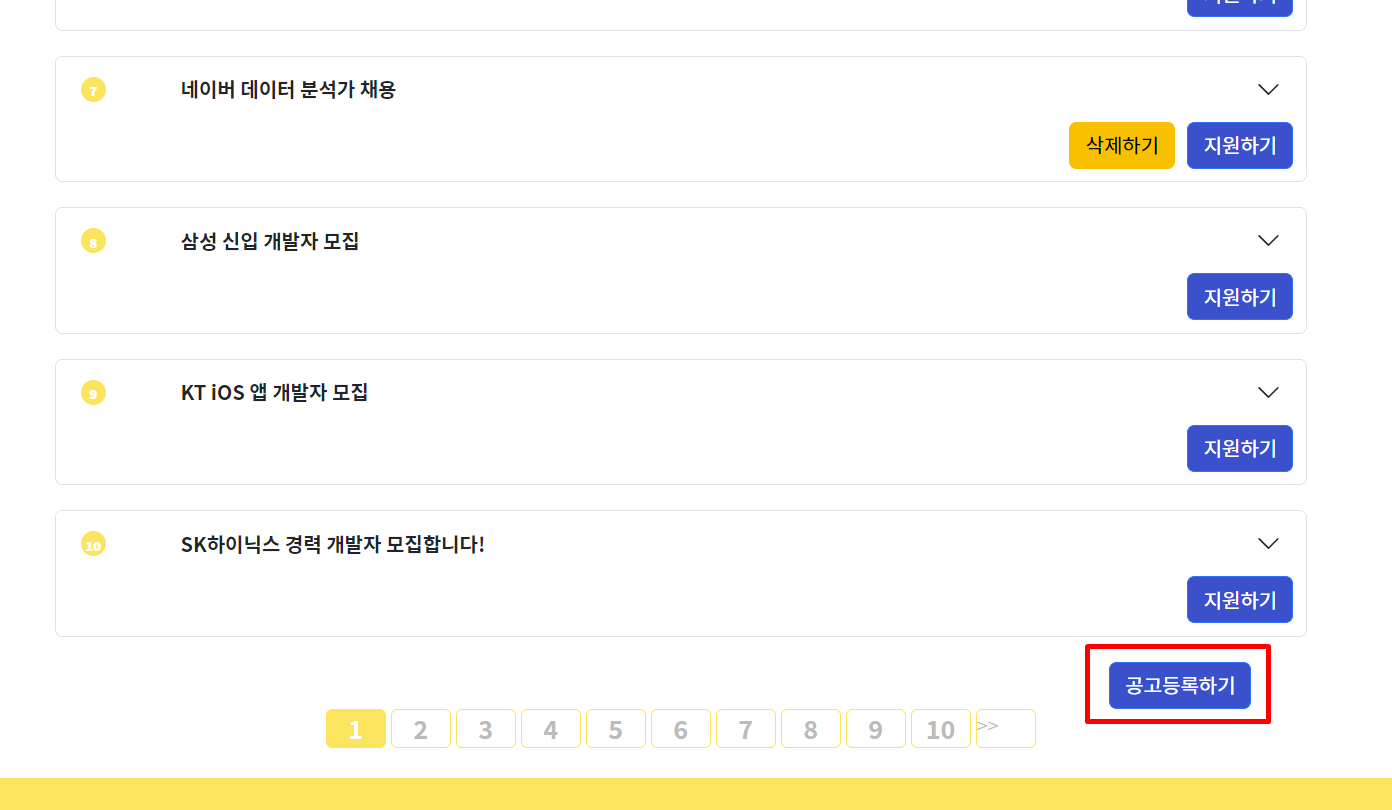 7 네이버 데이터 분석가 채용
삭제하기 지원하기
8 삼성 신입 개발자 모집
지원하기
9 KT iOS 앱 개발자 모집
지원하기
10 SK하이닉스 경력 개발자 모집합니다!
지원하기
공고등록하기
1 2 3 4 5 6 7 8 9 10 >>